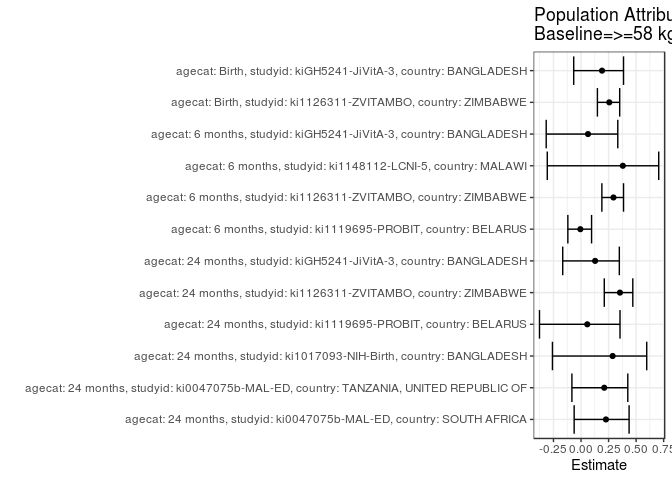 Population Attribu
Baseline=>=58 kg
agecat: Birth, studyid: kiGH5241-JiVitA-3, country: BANGLADESH
agecat: Birth, studyid: ki1126311-ZVITAMBO, country: ZIMBABWE
agecat: 6 months, studyid: kiGH5241-JiVitA-3, country: BANGLADESH
agecat: 6 months, studyid: ki1148112-LCNI-5, country: MALAWI
agecat: 6 months, studyid: ki1126311-ZVITAMBO, country: ZIMBABWE
agecat: 6 months, studyid: ki1119695-PROBIT, country: BELARUS
agecat: 24 months, studyid: kiGH5241-JiVitA-3, country: BANGLADESH
agecat: 24 months, studyid: ki1126311-ZVITAMBO, country: ZIMBABWE
agecat: 24 months, studyid: ki1119695-PROBIT, country: BELARUS
agecat: 24 months, studyid: ki1017093-NIH-Birth, country: BANGLADESH
agecat: 24 months, studyid: ki0047075b-MAL-ED, country: TANZANIA, UNITED REPUBLIC OF
agecat: 24 months, studyid: ki0047075b-MAL-ED, country: SOUTH AFRICA
-0.25 0.00 0.25 0.50 0.75
Estimate